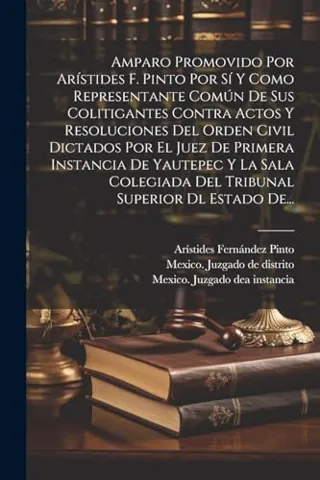 Amparo Promovido Por
Arístides F. Pinto Por Sí Y Como
Representante Común De Sus
Colitigantes Contra Actos Y
Resoluciones Del Orden Civil
Dictados Por El Juez De Primera
Instancia De Yautepec Y La Sala
Colegiada Del Tribunal
Superior Dl Estado De...
Arístides Fernández Pinto
Mexico. Juzgado de distrito
Mexico. Juzgado dea instancia